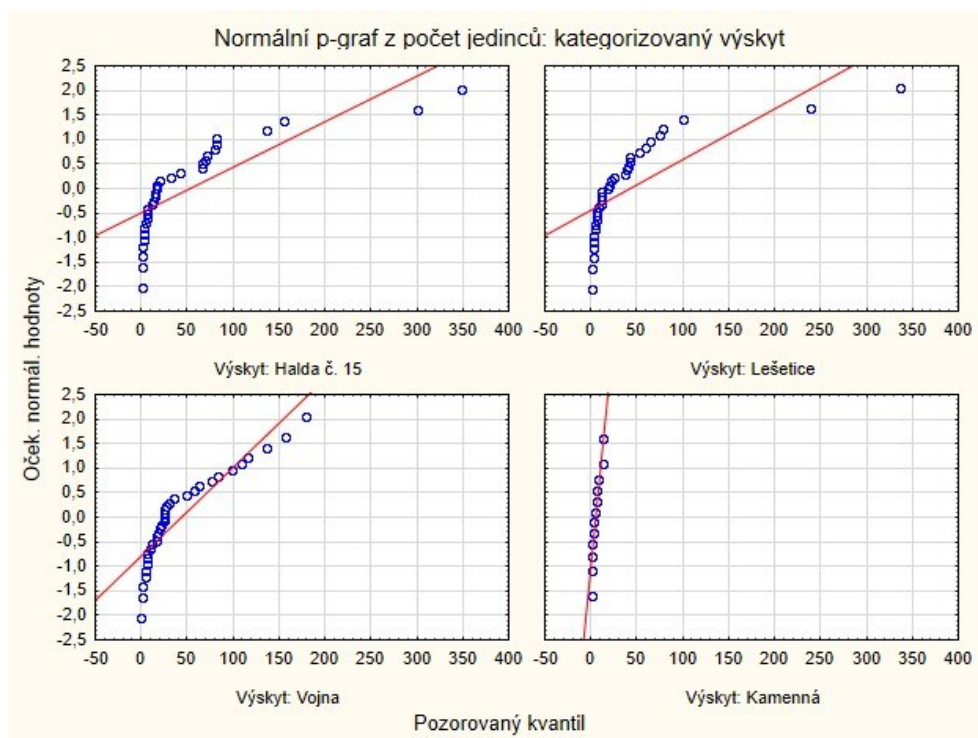 Normální p-graf z počet jedinců: kategorizovaný výskyt
2,5
2,0
1,5
1,0
0,5
0,0
-0,5
-1,0
-1,5
-2,0
-2,5
-50 0 50 100 150 200 250 300 350 400
Výskyt: Halda č. 15
-50 0 50 100 150 200 250 300 350 400
Výskyt: Lešetice
Oček. normál. hodnoty
2,5
2,0
1,5
1,0
0,5
0,0
-0,5
-1,0
-1,5
-2,0
-2,5
-50 0 50 100 150 200 250 300 350 400
Výskyt: Vojna
-50 0 50 100 150 200 250 300 350 400
Výskyt: Kamenná
Pozorovaný kvantil